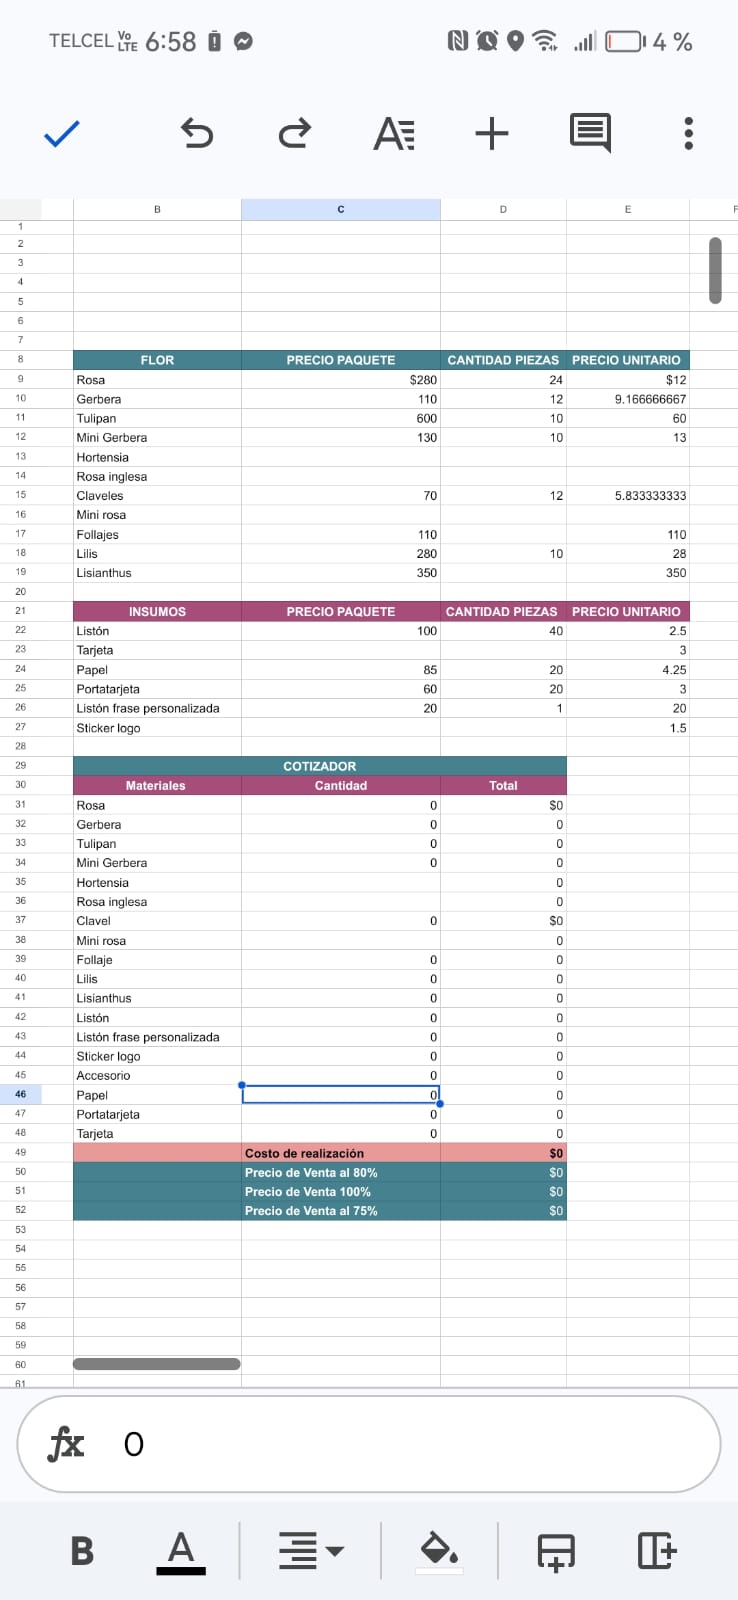 TELCEL Vo LTE 6:58 4 %
B C D E F
1
2
3
4
5
6
7
8 FLOR PRECIO PAQUETE CANTIDAD PIEZAS PRECIO UNITARIO
9 Rosa $280 24 $12
10 Gerbera 110 12 9.166666667
11 Tulipan 600 10 60
12 Mini Gerbera 130 10 13
13 Hortensia
14 Rosa inglesa
15 Claveles 70 12 5.833333333
16 Mini rosa
17 Follajes 110 110
18 Lilis 280 10 28
19 Lisianthus 350 350
20
21 INSUMOS PRECIO PAQUETE CANTIDAD PIEZAS PRECIO UNITARIO
22 Listón 100 40 2.5
23 Tarjeta 3
24 Papel 85 20 4.25
25 Portatarjeta 60 20 3
26 Listón frase personalizada 20 1 20
27 Sticker logo 1.5
28
29 COTIZADOR
30 Materiales Cantidad Total
31 Rosa 0 $0
32 Gerbera 0 0
33 Tulipan 0 0
34 Mini Gerbera 0 0
35 Hortensia 0
36 Rosa inglesa 0
37 Clavel 0 $0
38 Mini rosa 0
39 Follaje 0 0
40 Lilis 0 0
41 Lisianthus 0 0
42 Listón 0 0
43 Listón frase personalizada 0 0
44 Sticker logo 0 0
45 Accesorio 0 0
46 Papel 0 0
47 Portatarjeta 0 0
48 Tarjeta 0 0
49 Costo de realización $0
50 Precio de Venta al 80% $0
51 Precio de Venta 100% $0
52 Precio de Venta al 75% $0
53
54
55
56
57
58
59
60
61
fx 0
B A